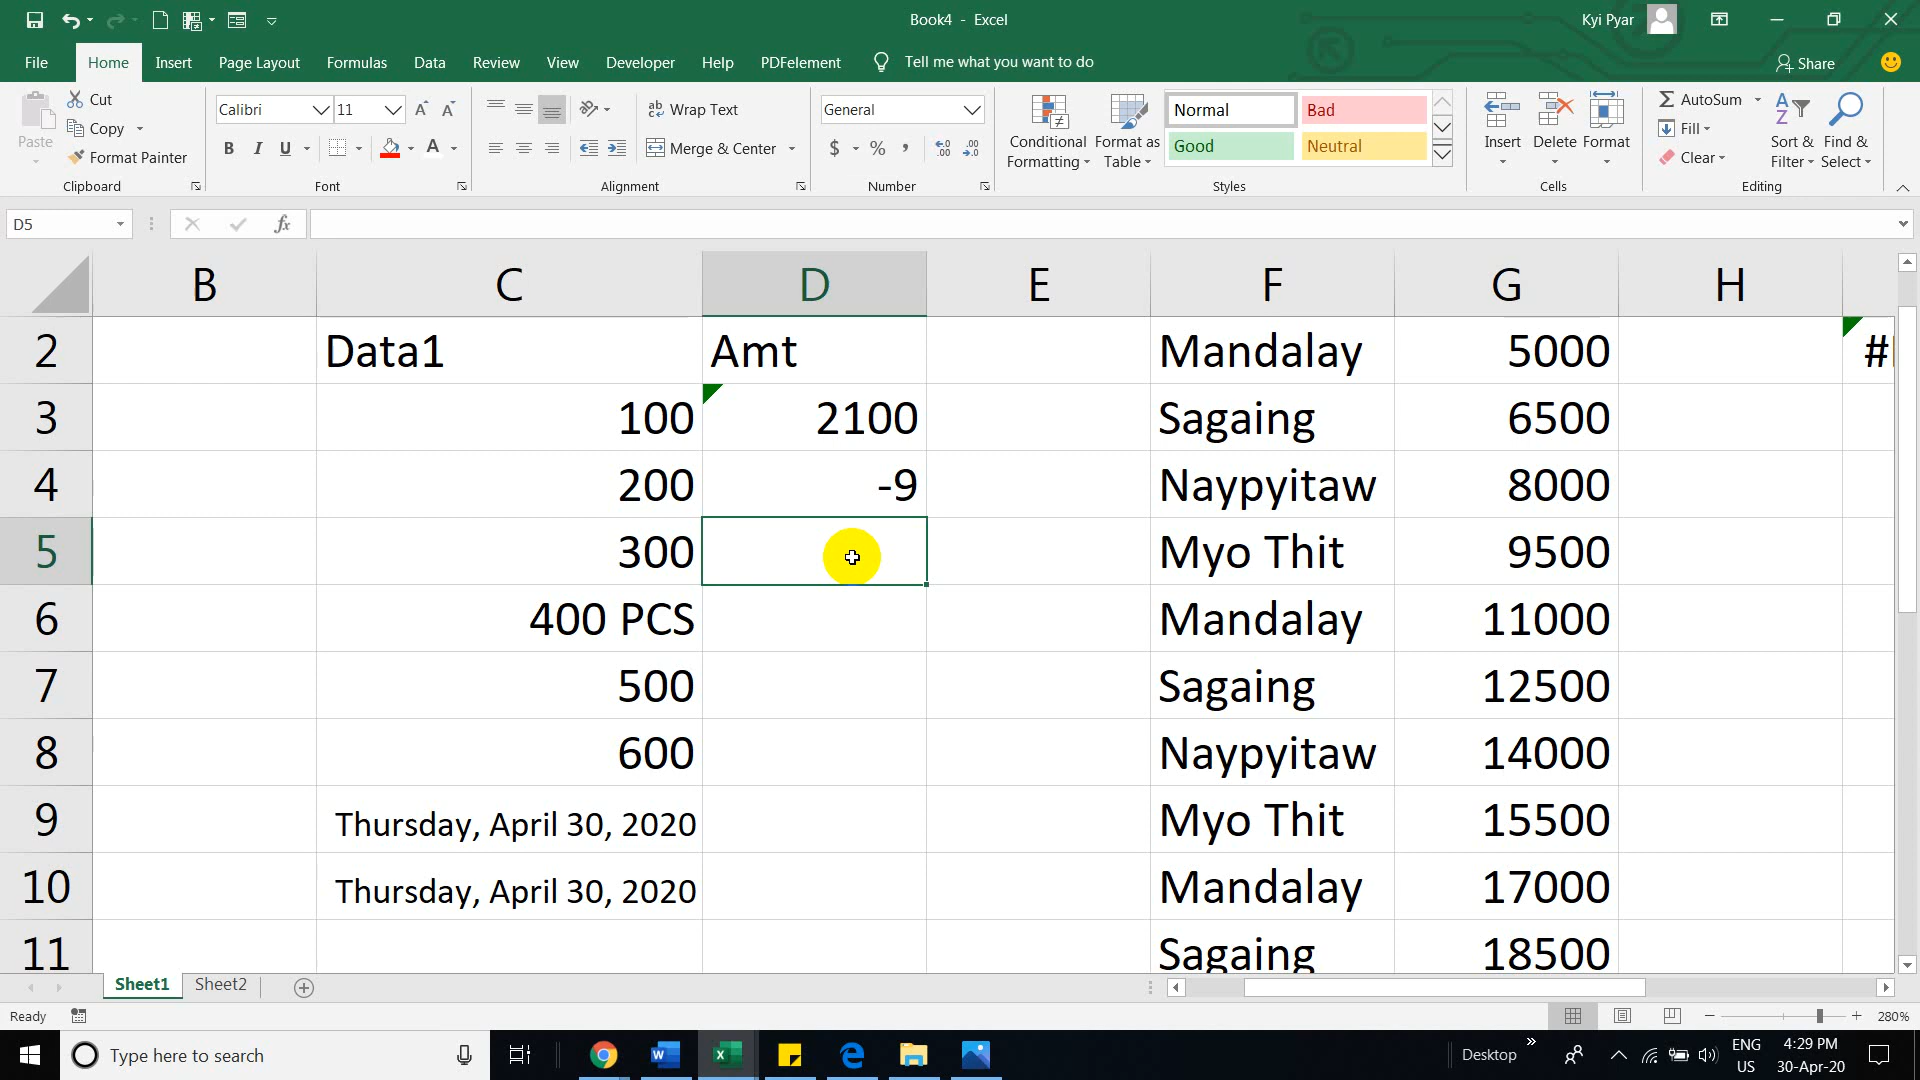 Book4 - Excel
Kyi Pyar
File Home Insert Page Layout Formulas Data Review View Developer Help PDFelement Tell me what you want to do Share
Paste
Cut
Copy
Format Painter
Clipboard
Calibri 11
B I U
Font
Wrap Text
Merge & Center
Alignment
General
$ % ,
Number
Conditional Formatting
Format as Table
Normal Bad
Good Neutral
Styles
Insert Delete Format
Cells
AutoSum
Fill
Clear
Sort & Filter
Find & Select
Editing
D5 fx
B C D E F G H
2 Data1 Amt Mandalay 5000
3 100 2100 Sagaing 6500
4 200 -9 Naypyitaw 8000
5 300 Myo Thit 9500
6 400 PCS Mandalay 11000
7 500 Sagaing 12500
8 600 Naypyitaw 14000
9 Thursday, April 30, 2020 Myo Thit 15500
10 Thursday, April 30, 2020 Mandalay 17000
11 Sagaing 18500
Sheet1 Sheet2
Ready 280%
Type here to search
Desktop
ENG
US
4:29 PM
30-Apr-20